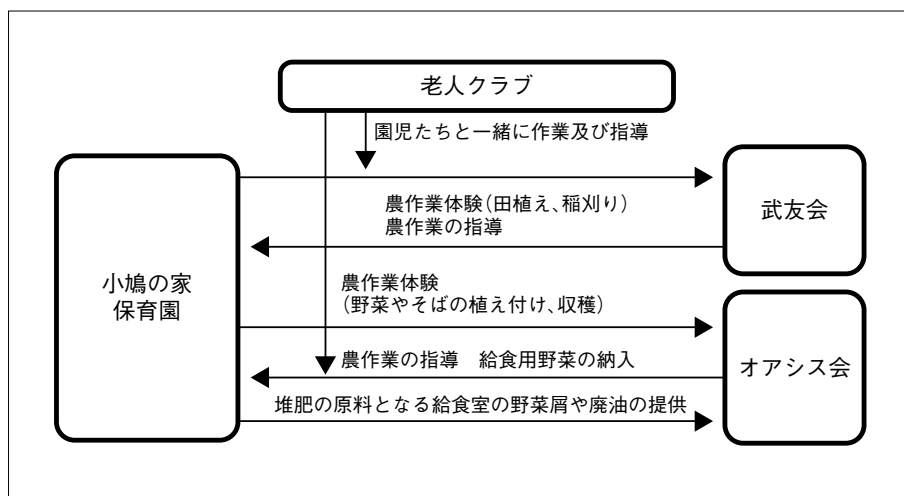 老人クラブ
園児たちと一緒に作業及び指導
農作業体験（田植え、稲刈り）
農作業の指導
武友会
小鳩の家
保育園
農作業体験
（野菜やそばの植え付け、収穫）
農作業の指導　給食用野菜の納入
オアシス会
堆肥の原料となる給食室の野菜屑や廃油の提供